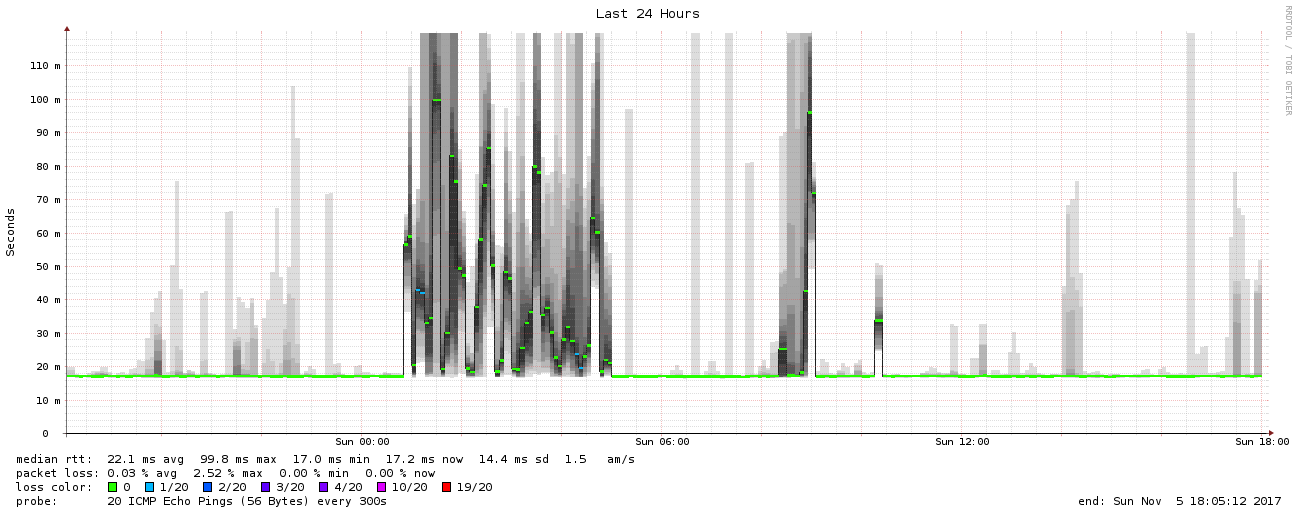 Last 24 Hours
RRDTOOL / TOBI OETIKER
Seconds
110 m
100 m
90 m
80 m
70 m
60 m
50 m
40 m
30 m
20 m
10 m
0
Sun 00:00 Sun 06:00 Sun 12:00 Sun 18:00
median rtt: 22.1 ms avg 99.8 ms max 17.0 ms min 17.2 ms now 14.4 ms sd 1.5 am/s
packet loss: 0.03 % avg 2.52 % max 0.00 % min 0.00 % now
loss color: 0 1/20 2/20 3/20 4/20 10/20 19/20
probe: 20 ICMP Echo Pings (56 Bytes) every 300s end: Sun Nov 5 18:05:12 2017